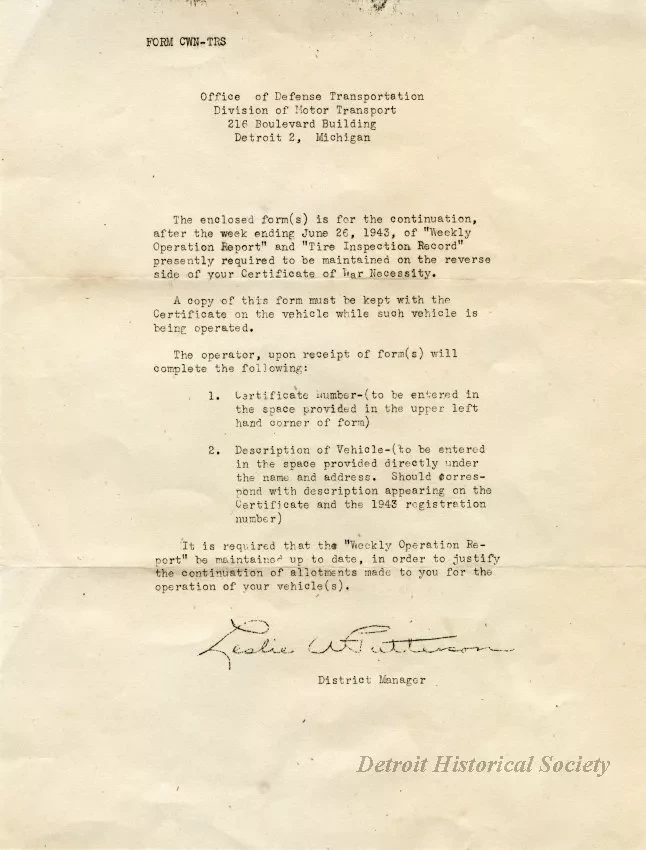 FORM CWN-TRS
Office of Defense Transportation
Division of Motor Transport
216 Boulevard Building
Detroit 2, Michigan
The enclosed form(s) is for the continuation,
after the week ending June 26, 1943, of "Weekly
Operation Report" and "Tire Inspection Record"
presently required to be maintained on the reverse
side of your Certificate of War Necessity.
A copy of this form must be kept with the
Certificate on the vehicle while such vehicle is
being operated.
The operator, upon receipt of form(s) will
complete the following:
1. Certificate Number-(to be entered in
the space provided in the upper left
hand corner of form)
2. Description of Vehicle-(to be entered
in the space provided directly under
the name and address. Should corres-
pond with description appearing on the
Certificate and the 1943 registration
number)
It is required that the "Weekly Operation Re-
port" be maintained up to date, in order to justify
the continuation of allotments made to you for the
operation of your vehicle(s).
Leslie W Patterson
District Manager
Detroit Historical Society